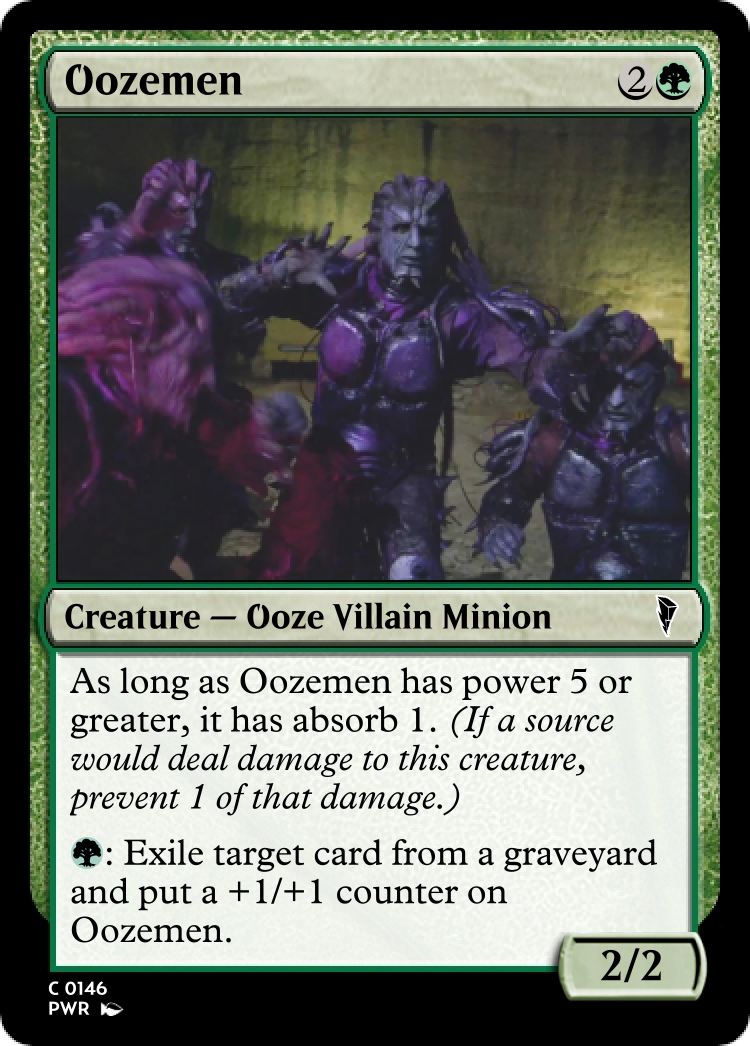 Oozemen 2
Creature — Ooze Villain Minion
As long as Oozemen has power 5 or
greater, it has absorb 1. (If a source
would deal damage to this creature,
prevent 1 of that damage.)
: Exile target card from a graveyard
and put a +1/+1 counter on
Oozemen.
2/2
C 0146
PWR